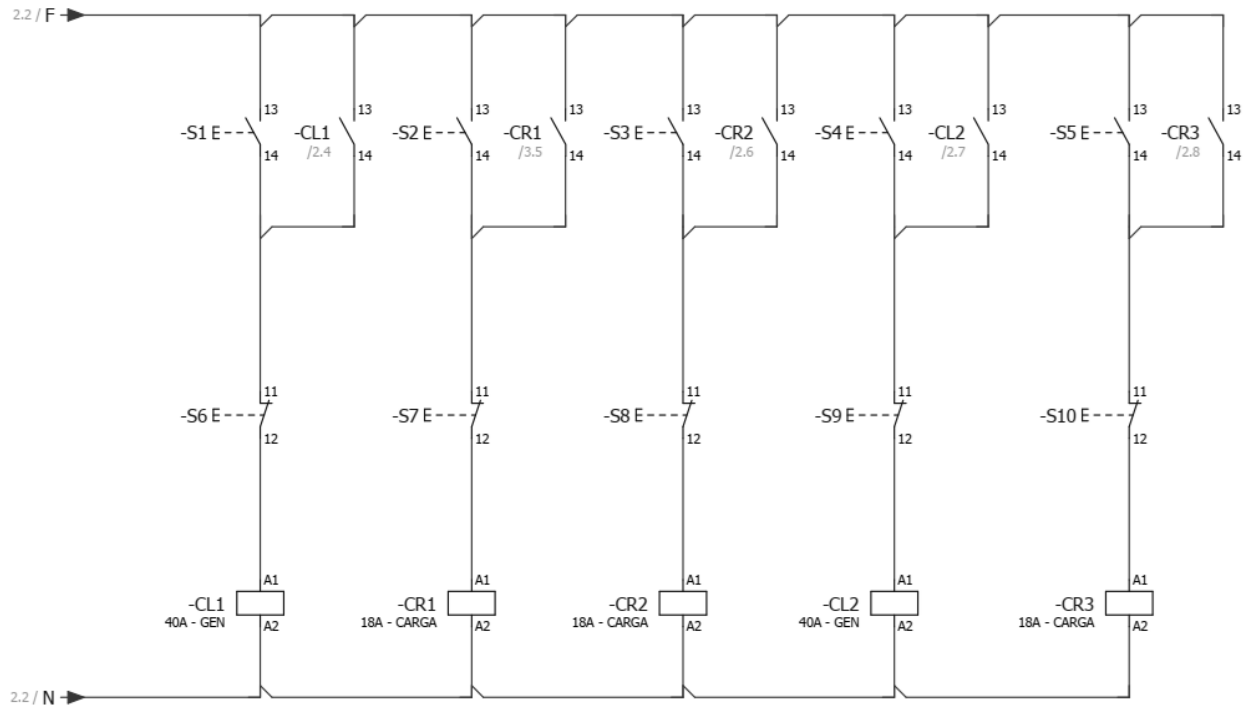 2.2 / F
13 13 13 13 13 13 13 13 13 13
-S1 E -CL1 -S2 E -CR1 -S3 E -CR2 -S4 E -CL2 -S5 E -CR3
/2.4 /3.5 /2.6 /2.7 /2.8
14 14 14 14 14 14 14 14 14 14
11 11 11 11 11
-S6 E -S7 E -S8 E -S9 E -S10 E
12 12 12 12 12
A1 A1 A1 A1 A1
-CL1 -CR1 -CR2 -CL2 -CR3
40A - GEN 18A - CARGA 18A - CARGA 40A - GEN 18A - CARGA
A2 A2 A2 A2 A2
2.2 / N